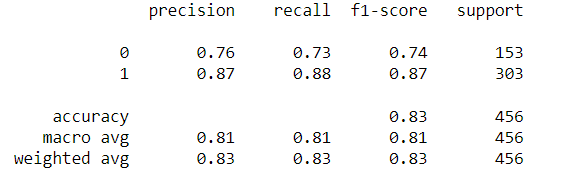 precision recall f1-score support
0 0.76 0.73 0.74 153
1 0.87 0.88 0.87 303
accuracy 0.83 456
macro avg 0.81 0.81 0.81 456
weighted avg 0.83 0.83 0.83 456